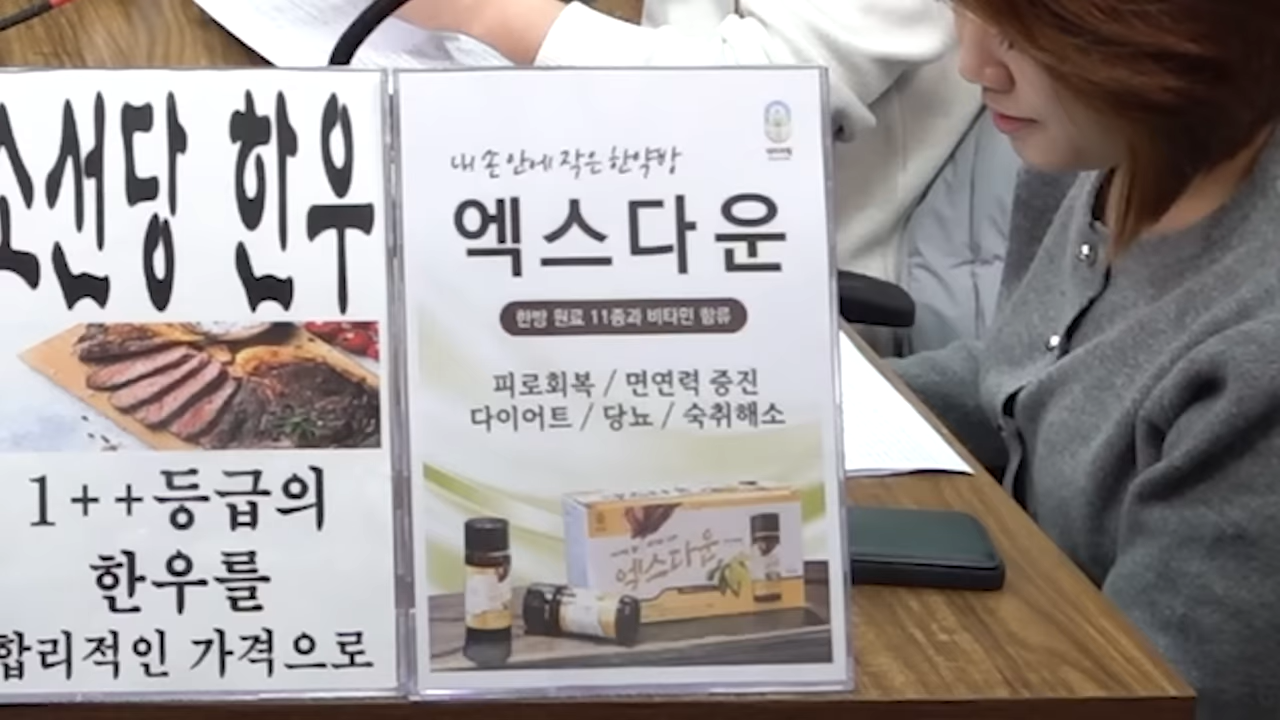 조선당 한우
1++등급의
한우를
합리적인 가격으로
내 손 안에 작은 한약방
엑스다운
한방 원료 11종과 비타민 함류
피로회복 / 면연력 증진
다이어트 / 당뇨 / 숙취해소
엑스다운